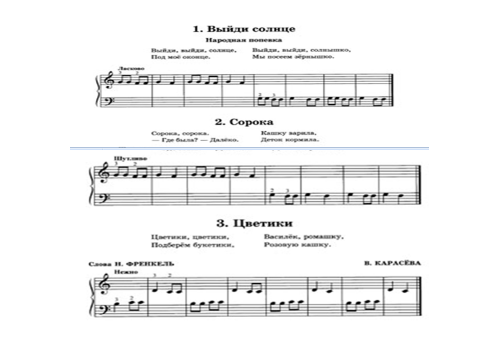 1. Выйди солнце
Народная попевка
Выйди, выйди, солнце, Выйди, выйди, солнышко,
Под моё оконце. Мы посеем зёрнышко.
Ласково
2. Сорока
Сорока, сорока. Кашку варила.
— Где была? — Далёко. Деток кормила.
Шутливо
3. Цветики
Цветики, цветики, Василёк, ромашку,
Подберём букетики, Розовую кашку.
Слова Н. ФРЕНКЕЛЬ В. КАРАСЁВА
Нежно